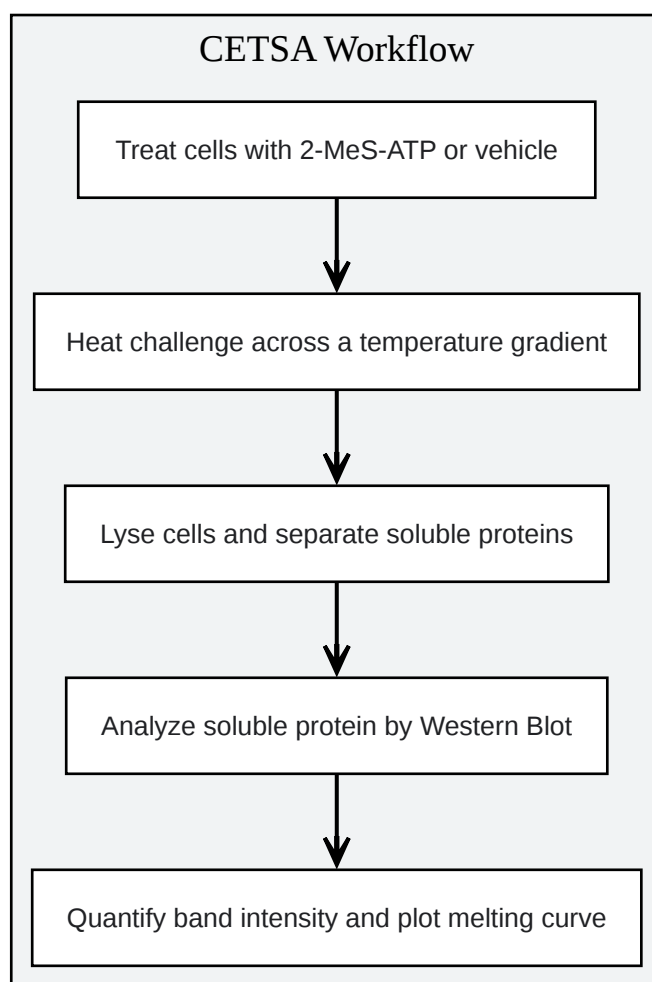 CETSA Workflow
Treat cells with 2-MeS-ATP or vehicle
Heat challenge across a temperature gradient
Lyse cells and separate soluble proteins
Analyze soluble protein by Western Blot
Quantify band intensity and plot melting curve